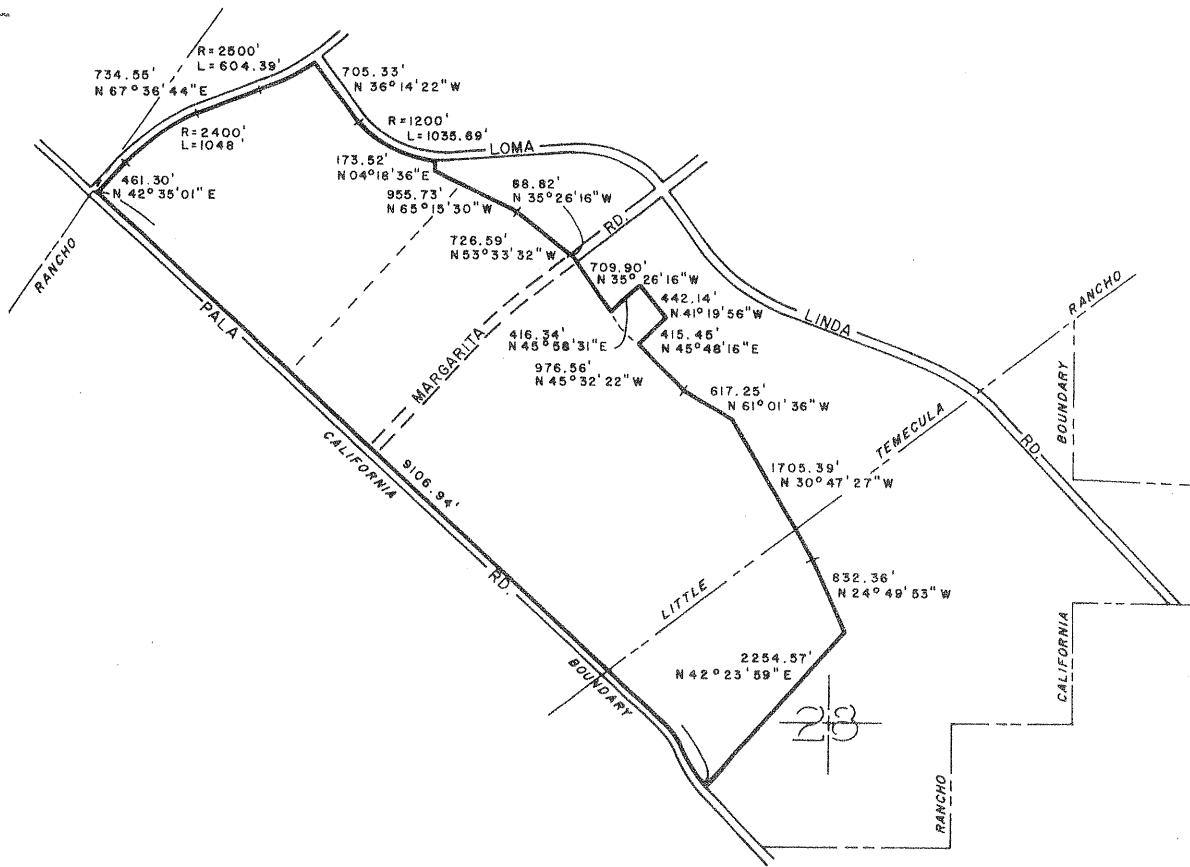 R=2500'
L=604.39'
734.55'
N 67° 36' 44" E
705.33'
N 36° 14' 22" W
R=2400'
L=1048'
R=1200'
L=1035.69'
LOMA
461.30'
N 42° 35' 01" E
173.52'
N 04° 18' 36" E
955.73'
N 65° 15' 30" W
88.82'
N 35° 26' 16" W
RD.
726.59'
N 53° 33' 32" W
709.90'
N 35° 26' 16" W
RANCHO
442.14'
N 41° 19' 56" W
LINDA
RANCHO
PALA
MARGARITA
416.34'
N 45° 58' 31" E
415.45'
N 45° 48' 16" E
976.56'
N 45° 32' 22" W
617.25'
N 61° 01' 36" W
BOUNDARY
TEMECULA
RD.
CALIFORNIA
9106.94'
1705.39'
N 30° 47' 27" W
RD.
LITTLE
832.36'
N 24° 49' 53" W
CALIFORNIA
BOUNDARY
2254.57'
N 42° 23' 59" E
23
RANCHO